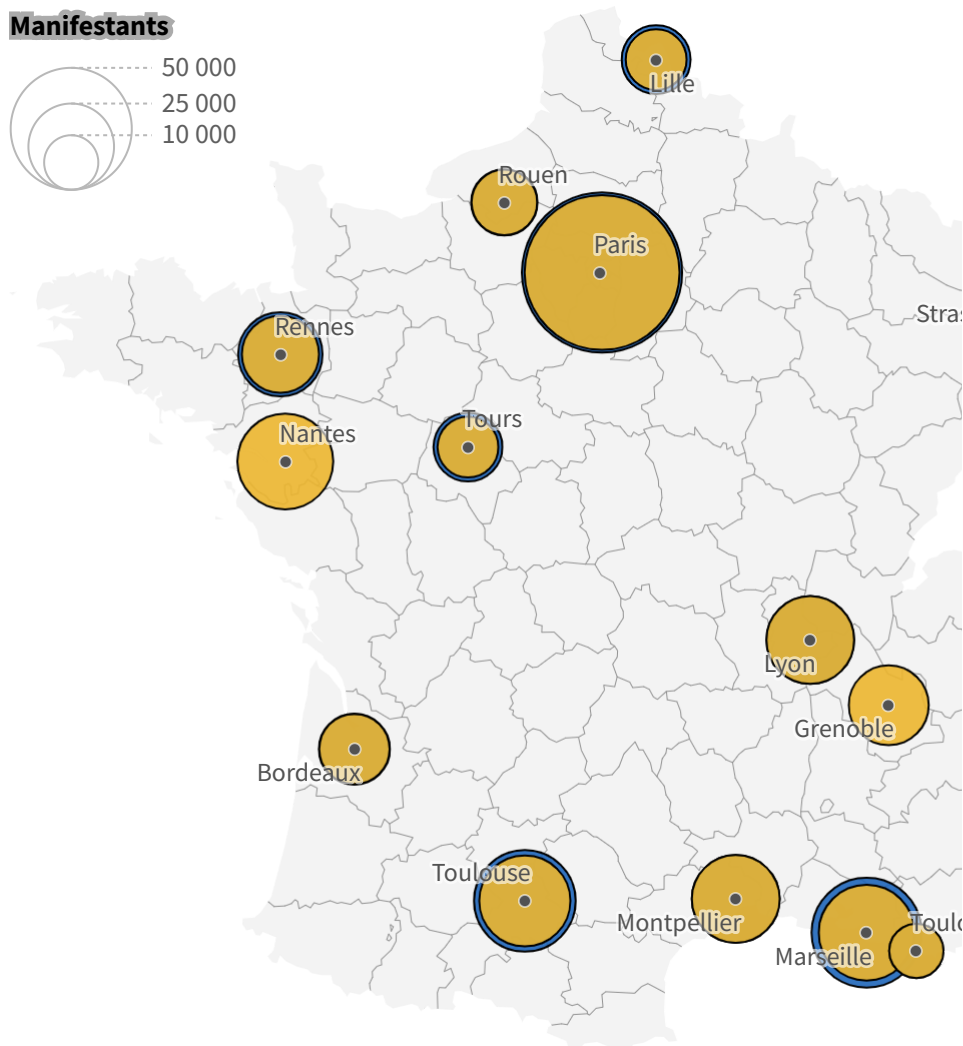 Manifestants
50 000
25 000
10 000
Lille
Rouen
Paris
Stras
Rennes
Tours
Nantes
Lyon
Grenoble
Bordeaux
Toulouse
Montpellier
Toulo
Marseille